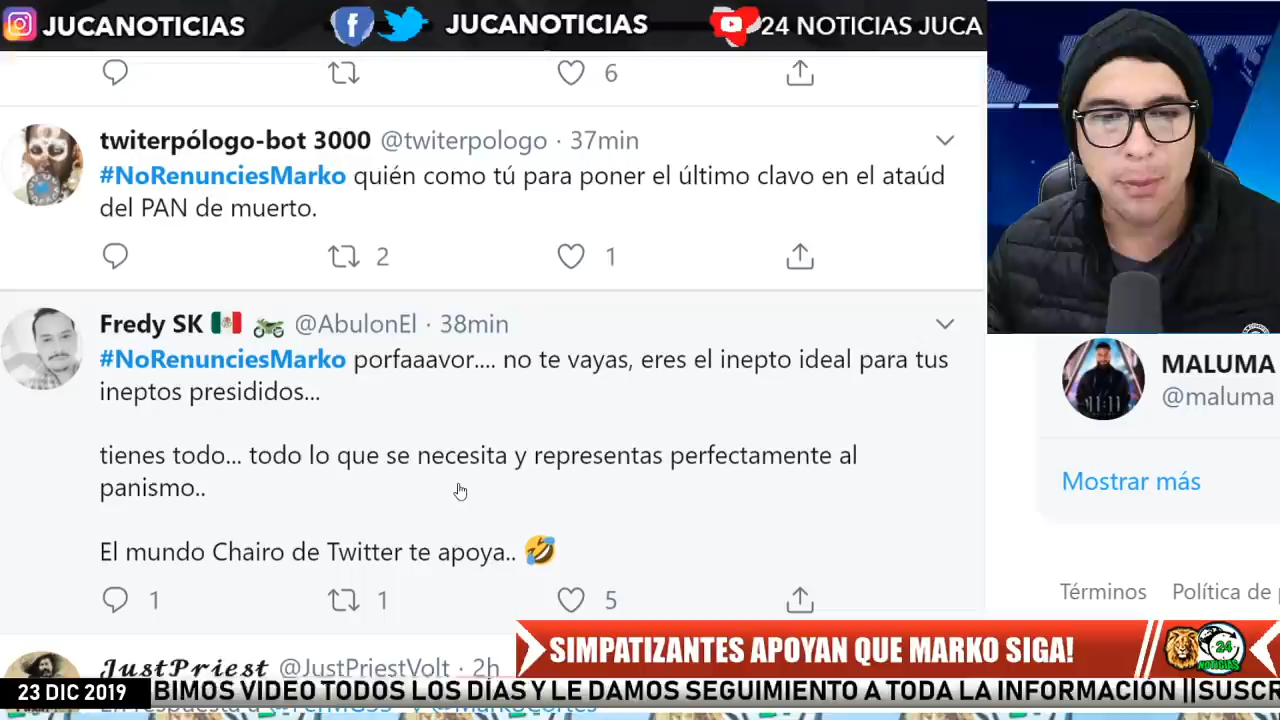 JUCANOTICIAS
JUCANOTICIAS
24 NOTICIAS JUCA
6
twiterpólogo-bot 3000 @twiterpologo · 37min
#NoRenunciesMarko quién como tú para poner el último clavo en el ataúd
del PAN de muerto.
2 1
Fredy SK @AbulonEl · 38min
#NoRenunciesMarko porfaaavor.... no te vayas, eres el inepto ideal para tus
ineptos presididos...
tienes todo... todo lo que se necesita y representas perfectamente al
panismo..
El mundo Chairo de Twitter te apoya..
1 1 5
MALUMA
@maluma
11:11
Mostrar más
Términos Política de
JustPriest @JustPriestVolt · 2h
SIMPATIZANTES APOYAN QUE MARKO SIGA!
24
NOTICIAS
23 DIC 2019
BIMOS VIDEO TODOS LOS DÍAS Y LE DAMOS SEGUIMIENTO A TODA LA INFORMACIÓN || SUSCR